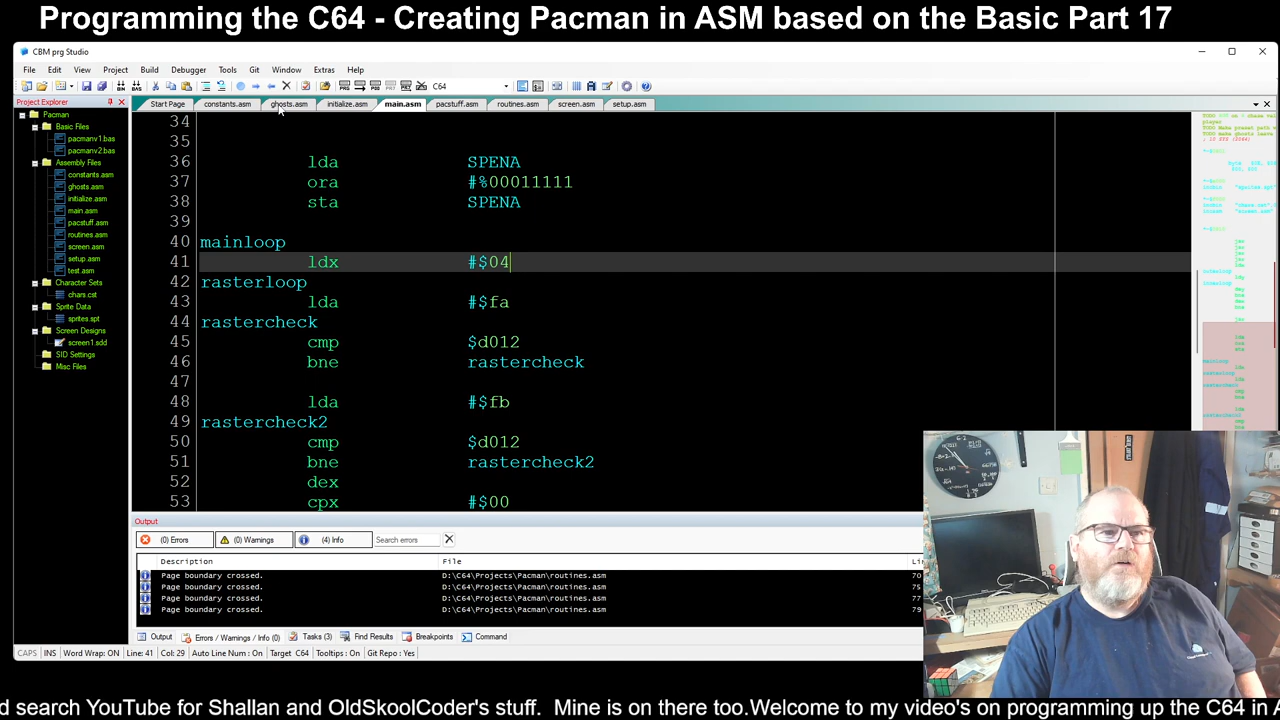 Programming the C64 - Creating Pacman in ASM based on the Basic Part 17
CBM prg Studio
File Edit View Project Build Debugger Tools Git Window Extras Help
C64
Project Explorer
Start Page constants.asm ghosts.asm initialize.asm main.asm pacstuff.asm routines.asm screen.asm setup.asm
Pacman
Basic Files
pacmanv1.bas
pacmanv2.bas
Assembly Files
constants.asm
ghosts.asm
initialize.asm
main.asm
pacstuff.asm
routines.asm
screen.asm
setup.asm
test.asm
Character Sets
chars.cst
Sprite Data
sprites.spt
Screen Designs
screen1.sdd
SID Settings
Misc Files
34
35
36 lda SPENA
37 ora #%00011111
38 sta SPENA
39
40 mainloop
41 ldx #$04
42 rasterloop
43 lda #$fa
44 rastercheck
45 cmp $d012
46 bne rastercheck
47
48 lda #$fb
49 rastercheck2
50 cmp $d012
51 bne rastercheck2
52 dex
53 cpx #$00
Output
(0) Errors (0) Warnings (4) Info Search errors
Description File
Page boundary crossed. D:\C64\Projects\Pacman\routines.asm 70
Page boundary crossed. D:\C64\Projects\Pacman\routines.asm 75
Page boundary crossed. D:\C64\Projects\Pacman\routines.asm 77
Page boundary crossed. D:\C64\Projects\Pacman\routines.asm 79
Output Errors / Warnings / Info (0) Tasks (3) Find Results Breakpoints Command
CAPS INS Word Wrap: ON Line: 41 Col: 29 Auto Line Num : On Target C64 Tooltips : On Git Repo : Yes
d search YouTube for Shallan and OldSkoolCoder's stuff. Mine is on there too.Welcome to my video's on programming up the C64 in A